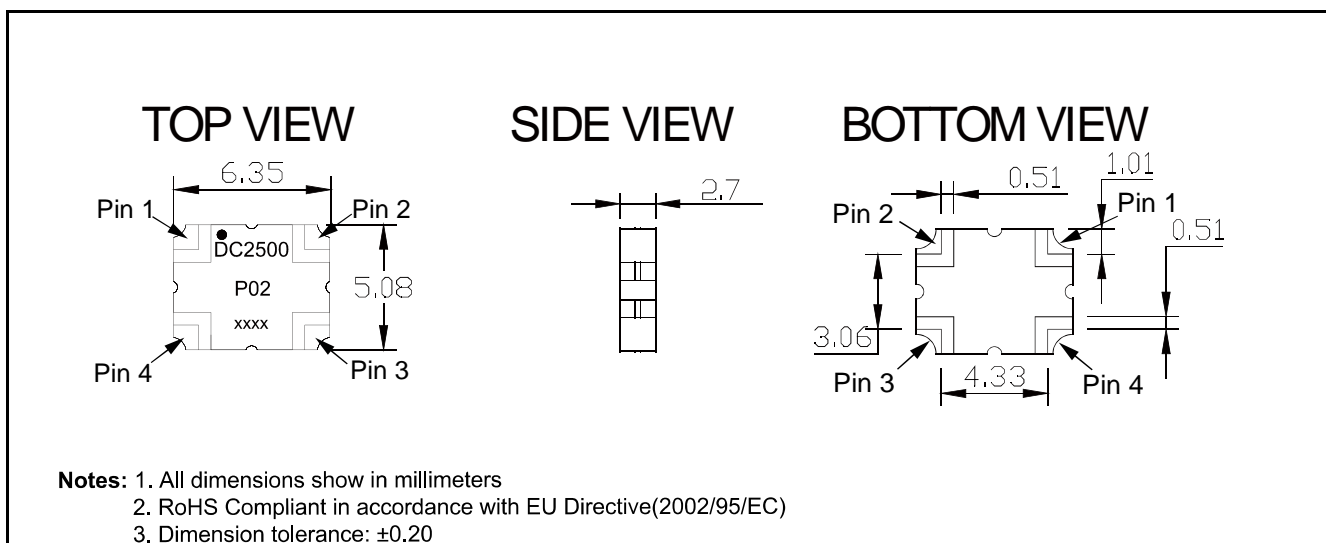 TOP VIEW
SIDE VIEW
BOTTOM VIEW
6.35
Pin 1
Pin 2
DC2500
P02
xxxx
5.08
Pin 4
Pin 3
2.7
0.51
1.01
Pin 2
Pin 1
0.51
3.06
Pin 3
4.33
Pin 4
Notes: 1. All dimensions show in millimeters
2. RoHS Compliant in accordance with EU Directive(2002/95/EC)
3. Dimension tolerance: ±0.20